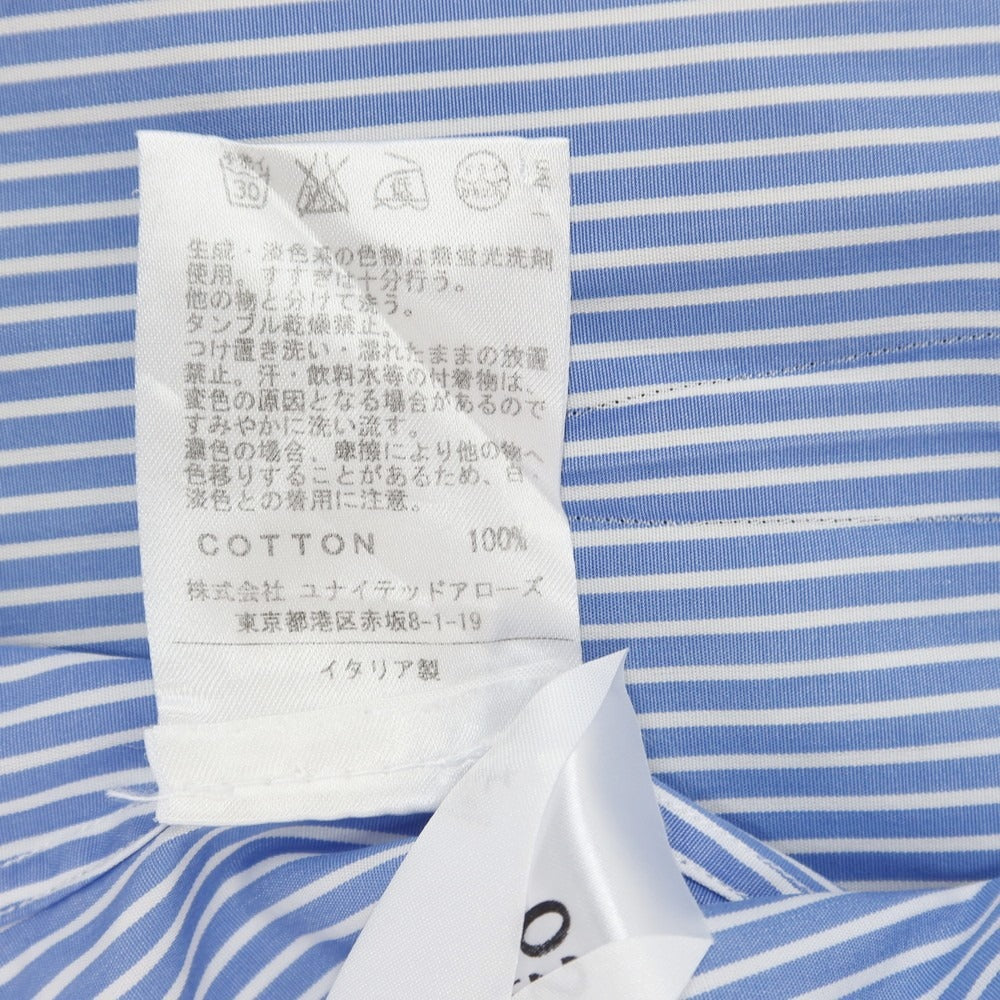 30
低
生成・淡色系の色物は無蛍光洗剤
使用。すすぎは十分行う。
他の物と分けて洗う。
タンブル乾燥禁止
つけ置き洗い・濡れたままの放置
禁止。汗・飲料水等の付着物は、
変色の原因となる場合があるので
すみやかに洗い流す。
濃色の場合、摩擦により他の物へ
色移りすることがあるため、白、
淡色との着用に注意。
COTTON 100%
株式会社 ユナイテッドアローズ
東京都港区赤坂8-1-19
イタリア製
O